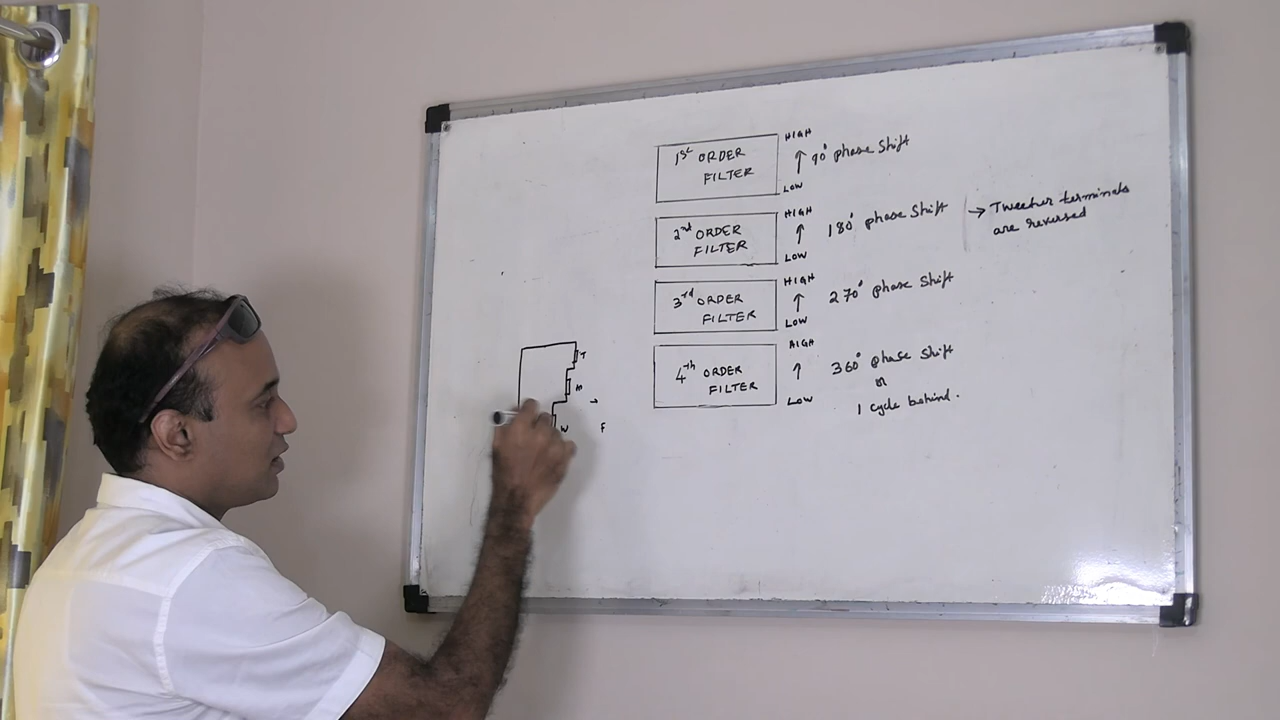 1st ORDER
FILTER
HIGH
↑ 90° phase shift
LOW
2nd ORDER
FILTER
HIGH
↑ 180° phase shift
LOW
→ Tweeter terminals
are reversed
3rd ORDER
FILTER
HIGH
↑ 270° phase shift
LOW
4th ORDER
FILTER
HIGH
↑ 360° phase shift
LOW
or
1 cycle behind.
T
M
→
W
F